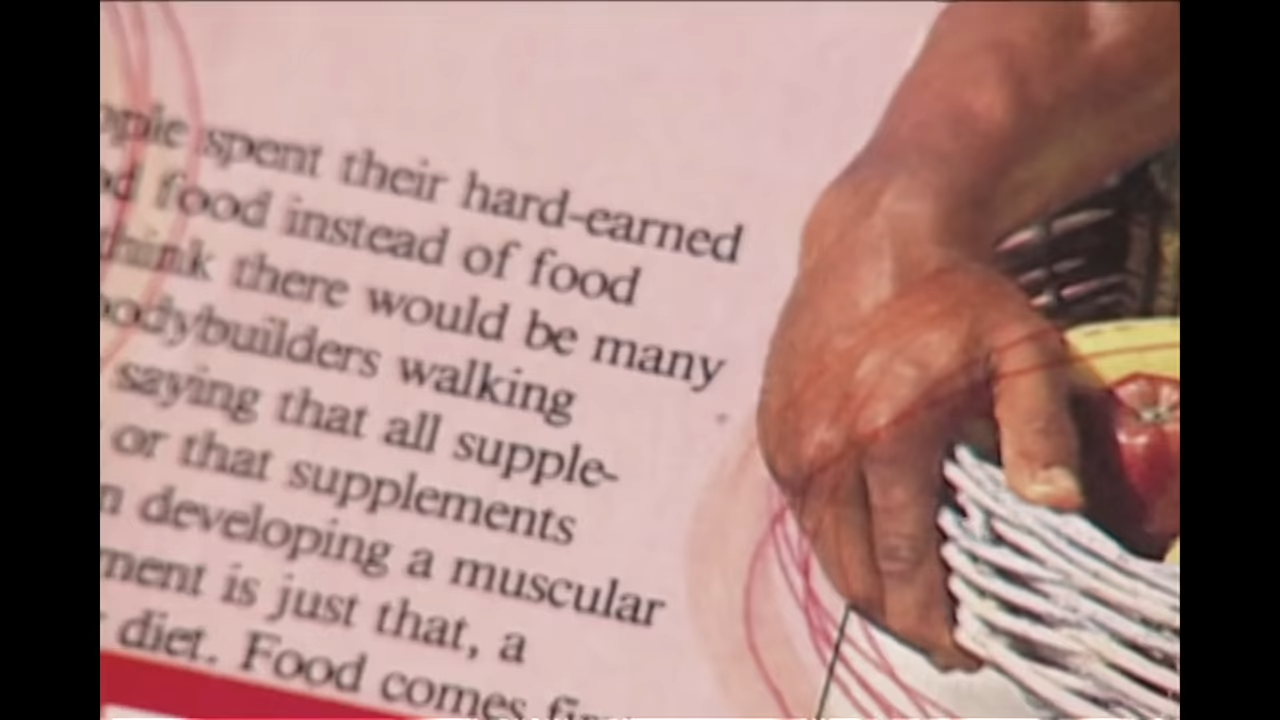 spent their hard-earned
food instead of food
think there would be many
bodybuilders walking
saying that all supple-
or that supplements
developing a muscular
is just that, a
diet. Food comes